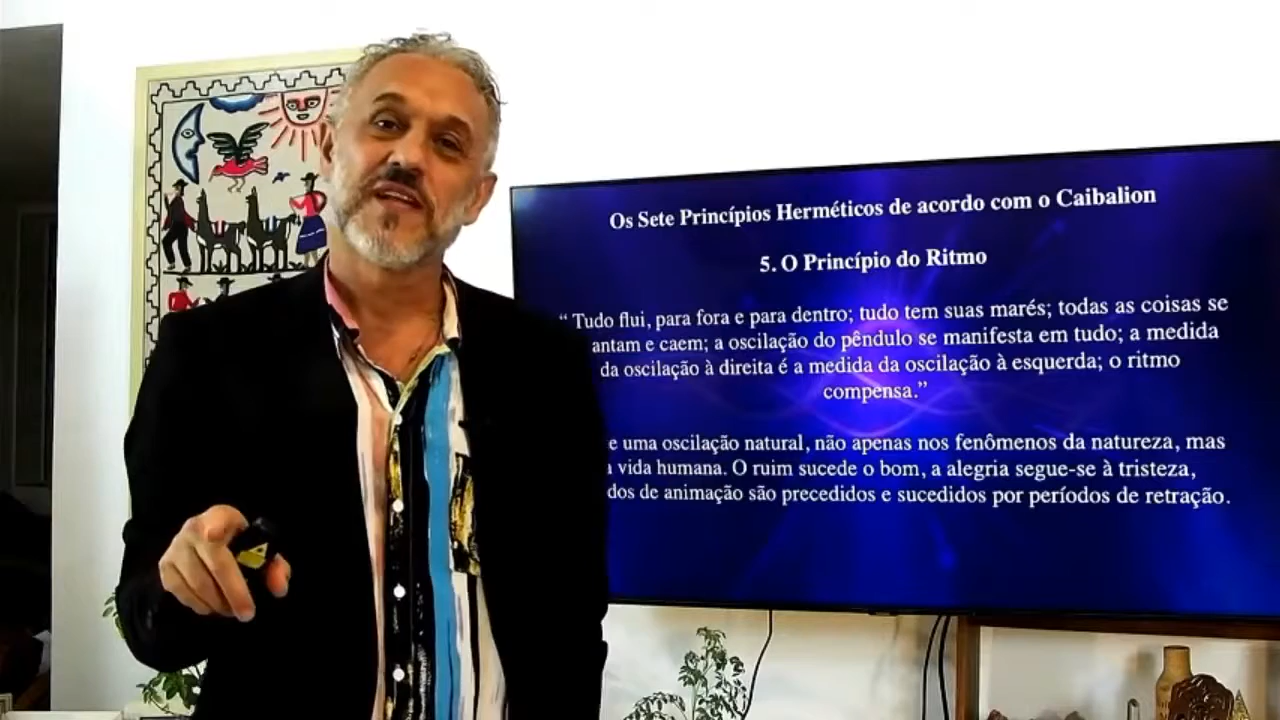 Os Sete Princípios Herméticos de acordo com o Caibalion
5. O Princípio do Ritmo
“ Tudo flui, para fora e para dentro; tudo tem suas marés; todas as coisas se
antam e caem; a oscilação do pêndulo se manifesta em tudo; a medida
da oscilação à direita é a medida da oscilação à esquerda; o ritmo
compensa.”
e uma oscilação natural, não apenas nos fenômenos da natureza, mas
vida humana. O ruim sucede o bom, a alegria segue-se à tristeza,
dos de animação são precedidos e sucedidos por períodos de retração.